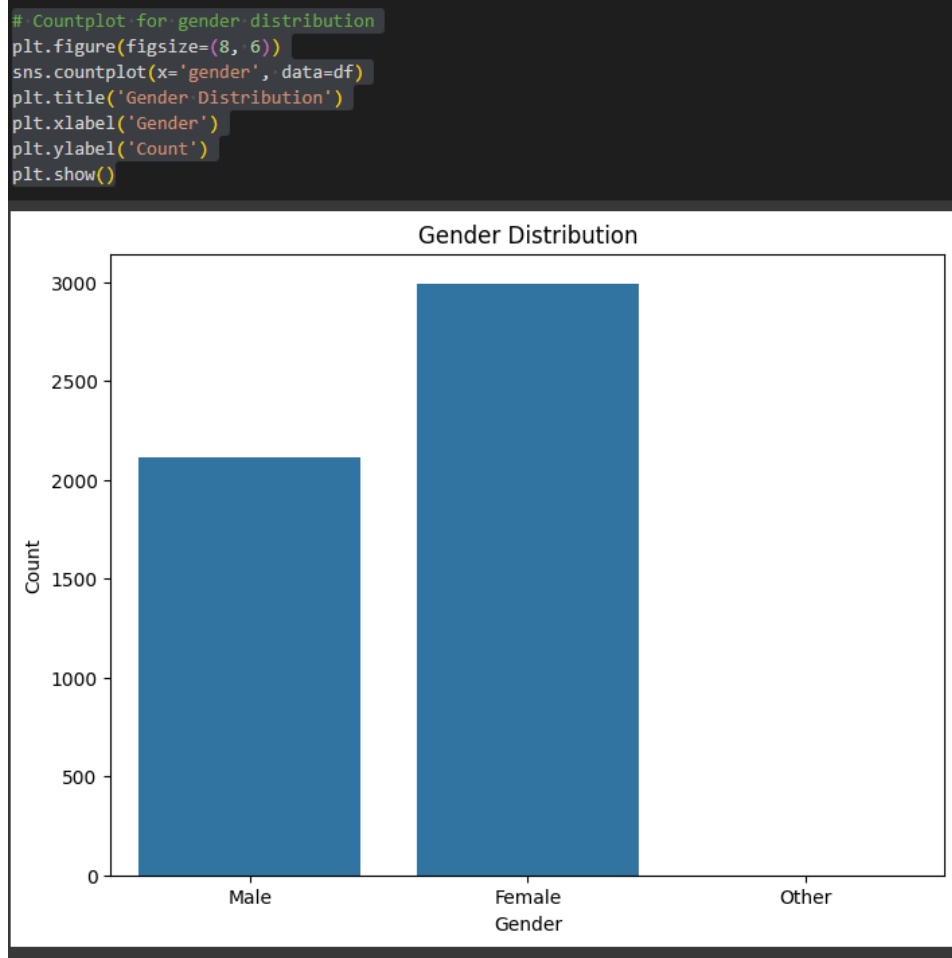 # Countplot for gender distribution
plt.figure(figsize=(8, 6))
sns.countplot(x='gender', data=df)
plt.title('Gender Distribution')
plt.xlabel('Gender')
plt.ylabel('Count')
plt.show()
Gender Distribution
3000
2500
2000
1500
1000
500
0
Count
Male Female Other
Gender